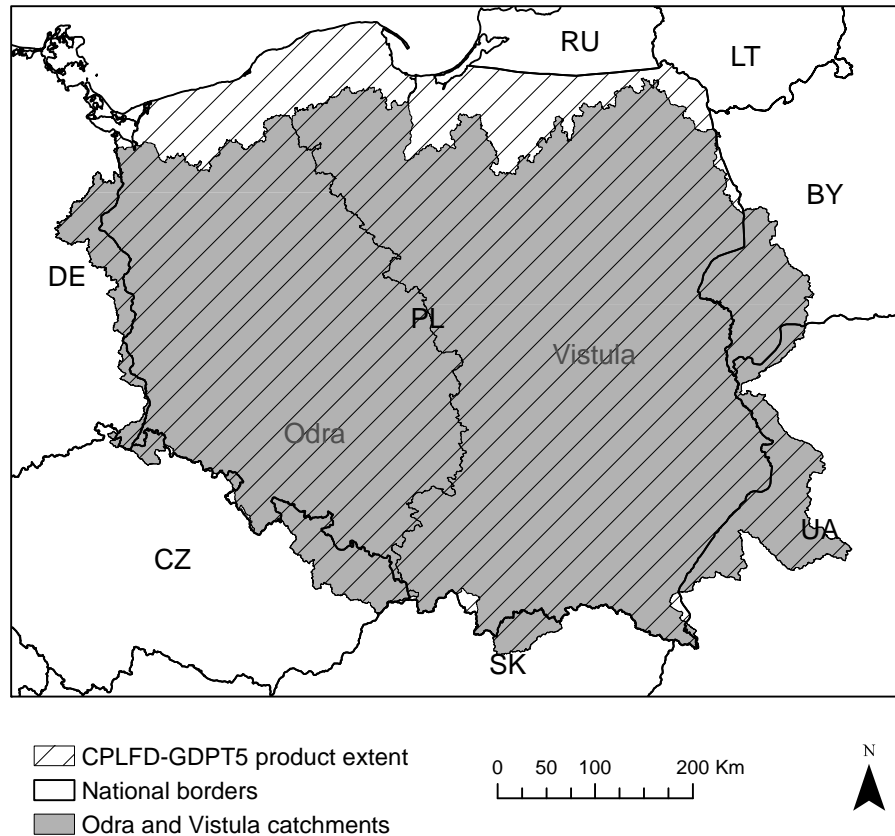 RU
LT
BY
DE
PL
Vistula
Odra
UA
CZ
SK
CPLFD-GDPT5 product extent
National borders
Odra and Vistula catchments
0 50 100 200 Km
N